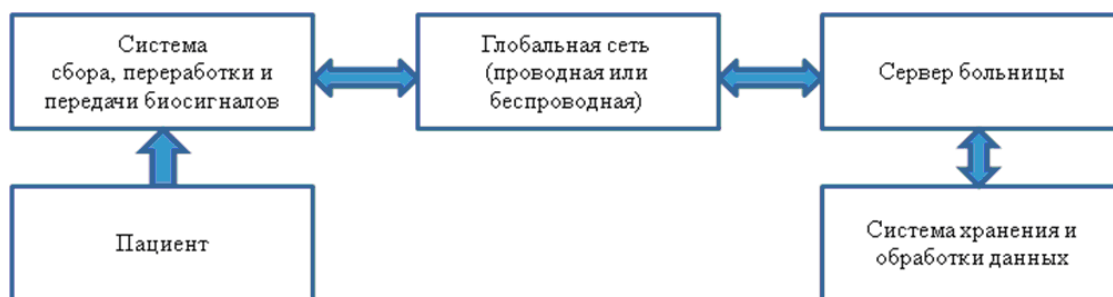 Система
сбора, переработки и
передачи биосигналов
Глобальная сеть
(проводная или
беспроводная)
Сервер больницы
Пациент
Система хранения и
обработки данных